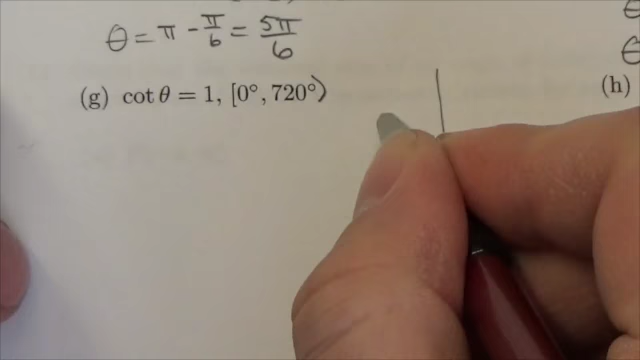 θ = π − π/6 = 5π/6
(g) cot θ = 1, [0°, 720°)
(h)
θ
θ